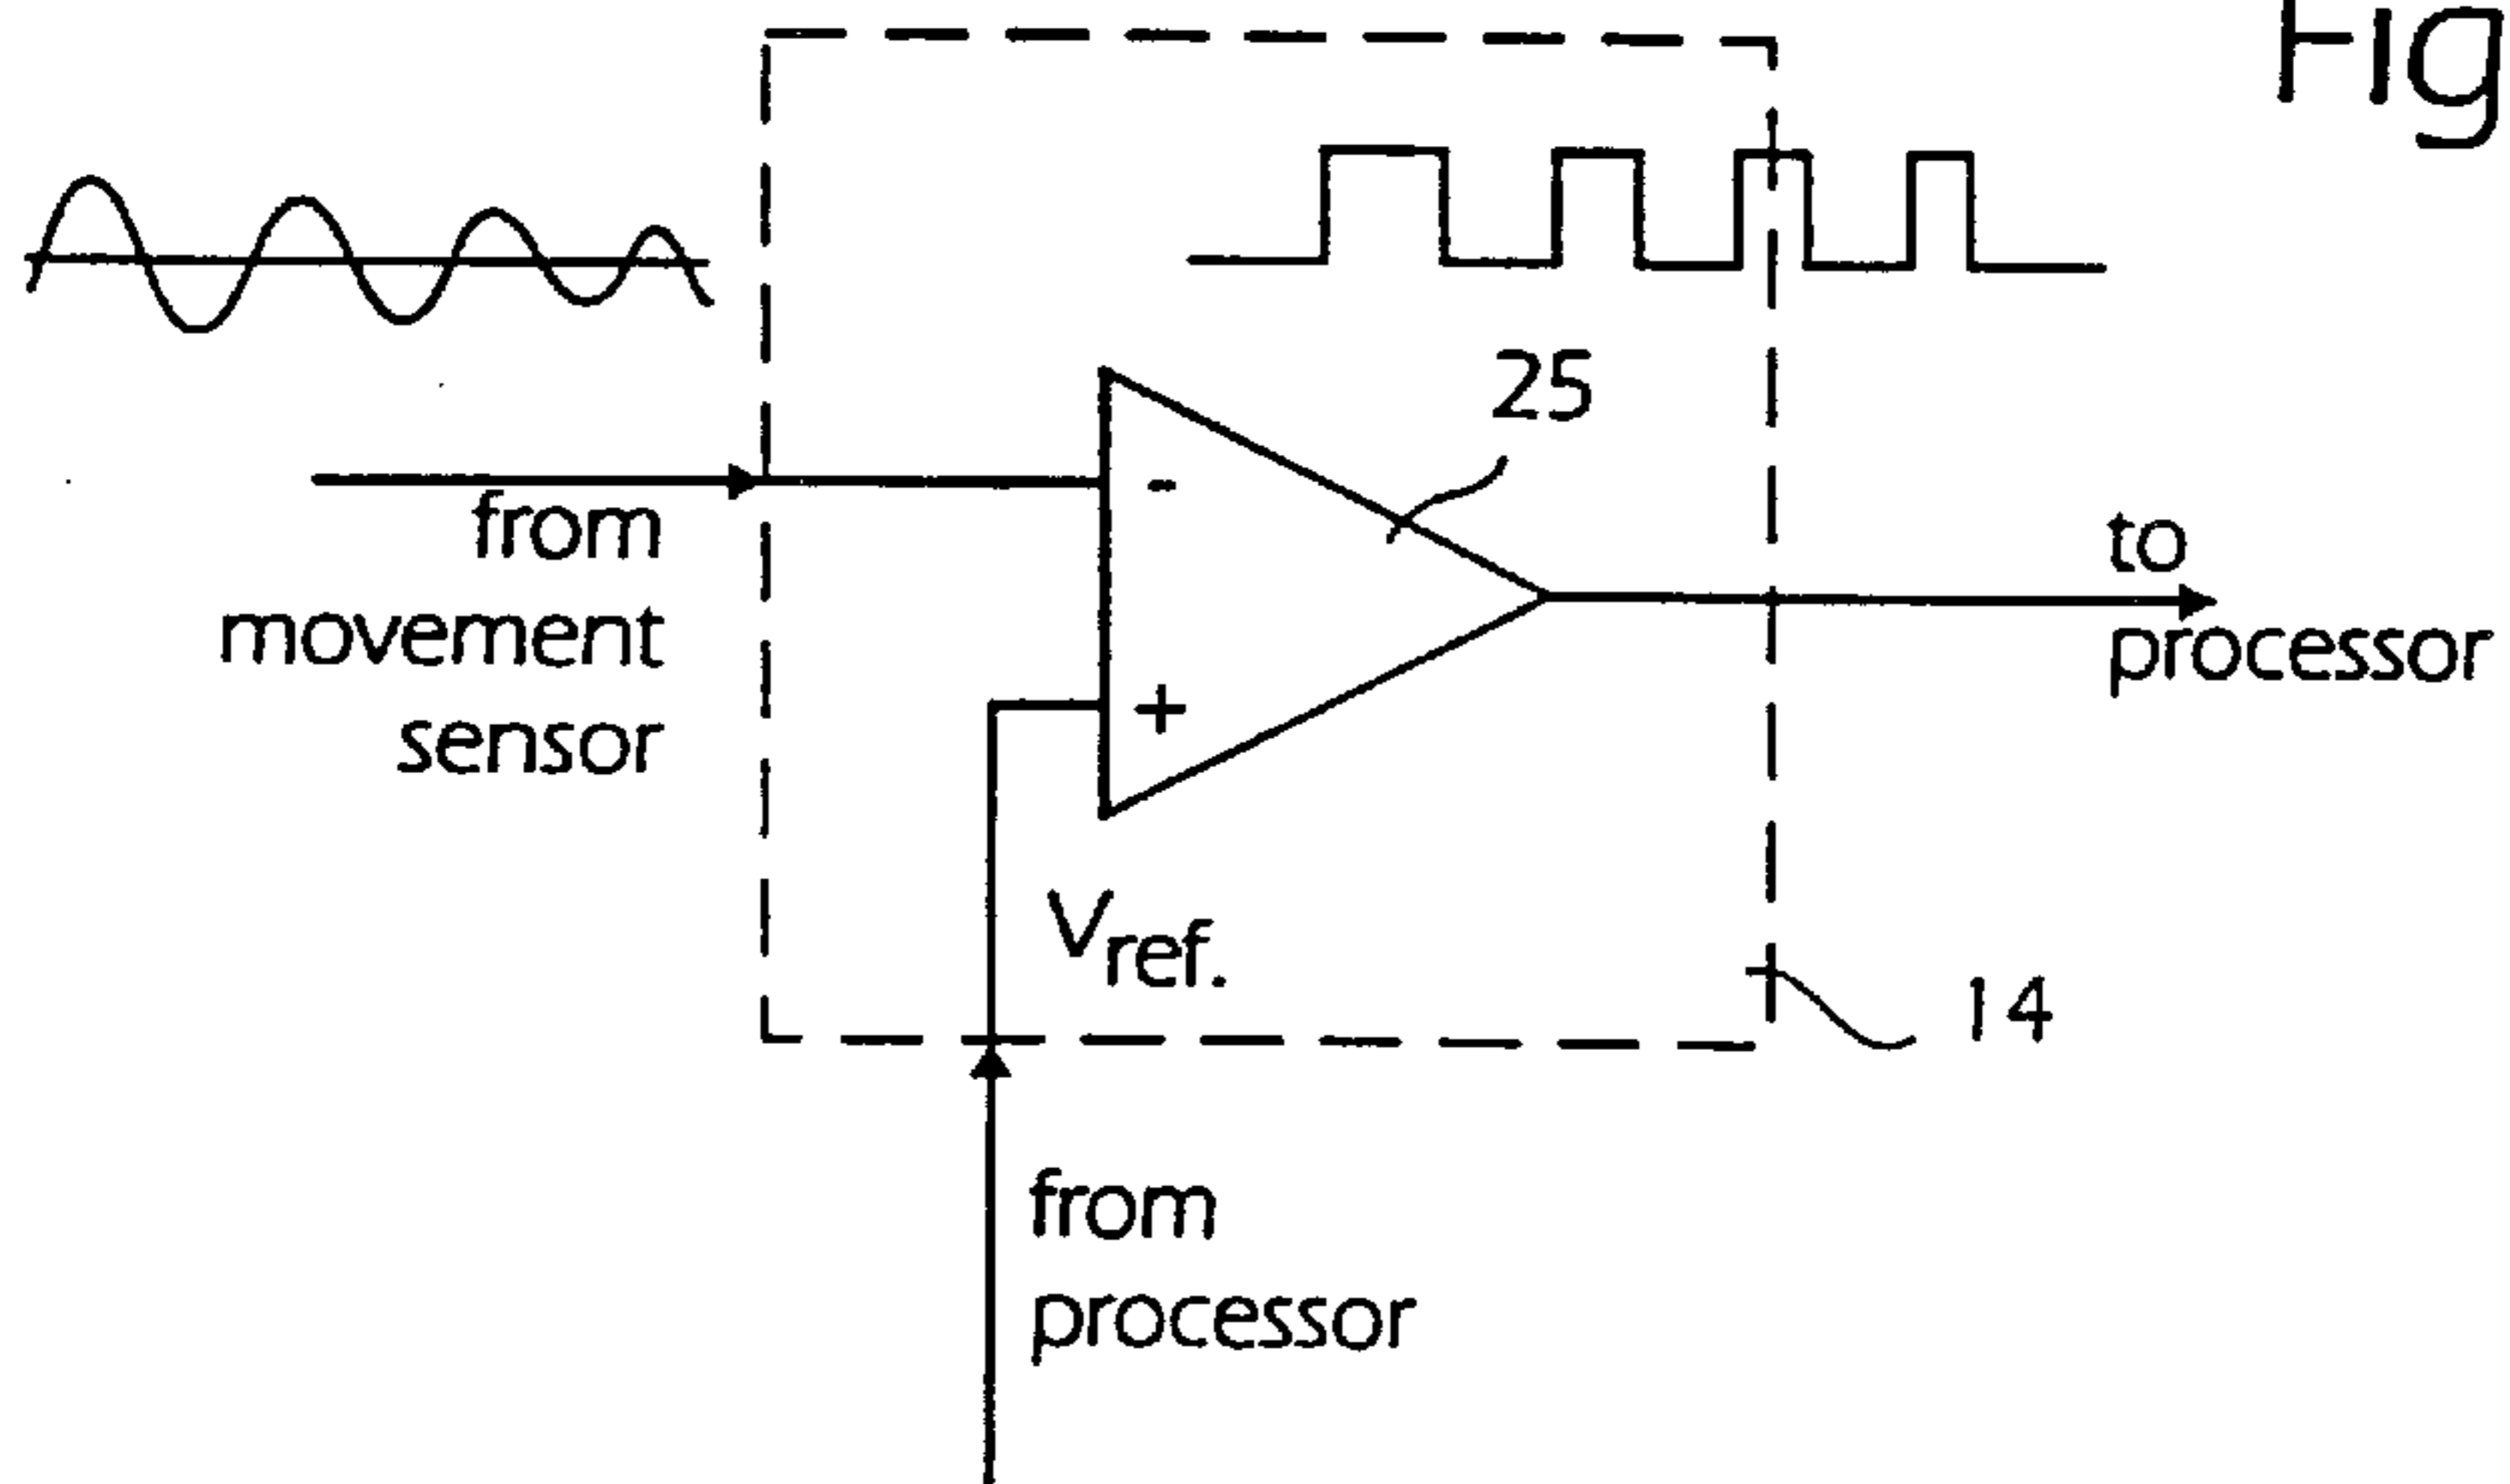 Fig
25
-
from
movement
sensor
to
processor
+
Vref.
14
from
processor